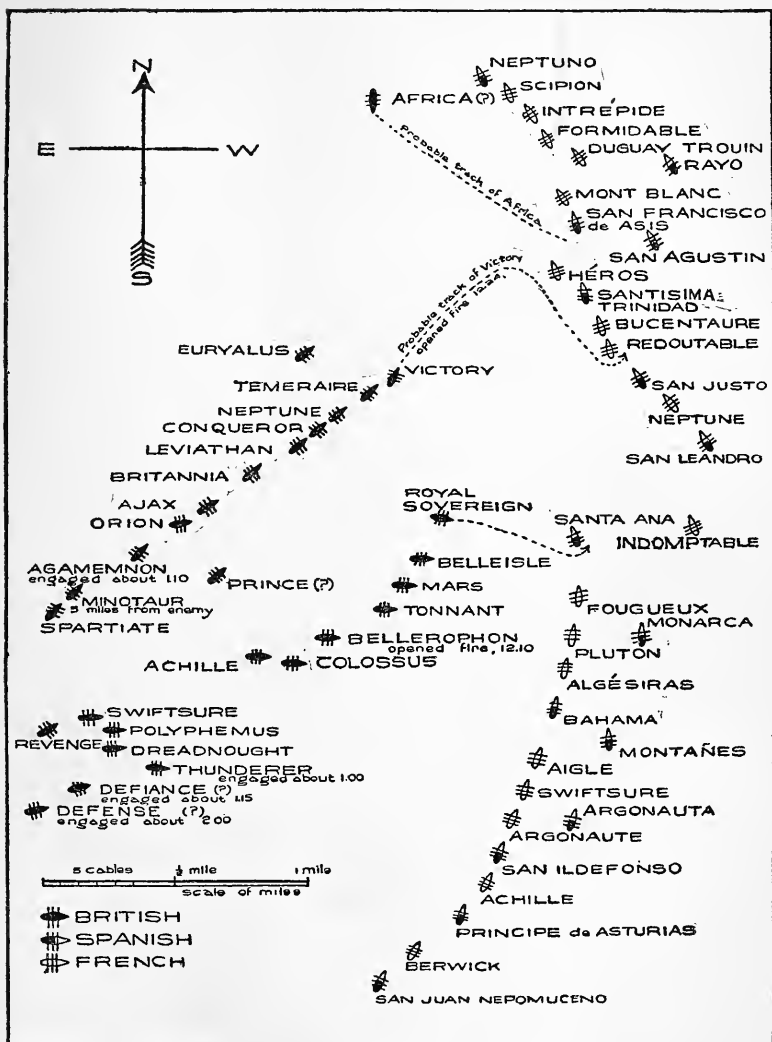 N
E
W
S
NEPTUNO
AFRICA (?)
SCIPION
INTRÉPIDE
FORMIDABLE
DUGUAY TROUIN
RAYO
Probable track of Africa
MONT BLANC
SAN FRANCISCO
de ASIS
SAN AGUSTIN
HÉROS
SANTISIMA
TRINIDAD
BUCENTAURE
REDOUTABLE
Probable track of Victory
opened fire 12.24.
EURYALUS
VICTORY
TEMERAIRE
SAN JUSTO
NEPTUNE
NEPTUNE
CONQUEROR
LEVIATHAN
SAN LEANDRO
BRITANNIA
ROYAL
SOVEREIGN
AJAX
ORION
SANTA ANA
INDOMPTABLE
AGAMEMNON
engaged about 1.10
BELLEISLE
PRINCE (?)
MARS
MINOTAUR
5 miles from enemy
TONNANT
FOUGUEUX
SPARTIATE
MONARCA
BELLEROPHON
opened fire, 12.10
PLUTON
ACHILLE
COLOSSUS
ALGÉSIRAS
BAHAMA
SWIFTSURE
REVENGE
POLYPHEMUS
DREADNOUGHT
MONTAÑES
THUNDERER
engaged about 1.00
AIGLE
DEFIANCE (?)
engaged about 1.15
SWIFTSURE
DEFENSE (?)
engaged about 2 00
ARGONAUTA
ARGONAUTE
SAN ILDEFONSO
5 cables
½ mile
1 mile
Scale of miles
ACHILLE
BRITISH
PRINCIPE de ASTURIAS
SPANISH
FRENCH
BERWICK
SAN JUAN NEPOMUCENO